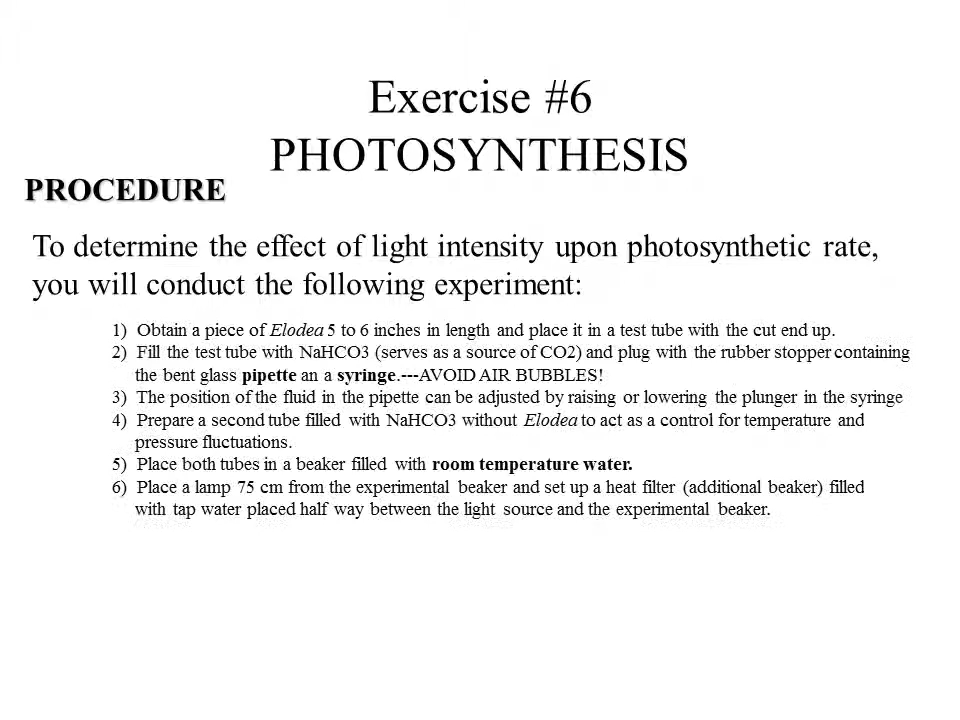 Exercise #6
PHOTOSYNTHESIS
PROCEDURE
To determine the effect of light intensity upon photosynthetic rate,
you will conduct the following experiment:
1) Obtain a piece of Elodea 5 to 6 inches in length and place it in a test tube with the cut end up.
2) Fill the test tube with NaHCO3 (serves as a source of CO2) and plug with the rubber stopper containing
the bent glass pipette an a syringe.---AVOID AIR BUBBLES!
3) The position of the fluid in the pipette can be adjusted by raising or lowering the plunger in the syringe
4) Prepare a second tube filled with NaHCO3 without Elodea to act as a control for temperature and
pressure fluctuations.
5) Place both tubes in a beaker filled with room temperature water.
6) Place a lamp 75 cm from the experimental beaker and set up a heat filter (additional beaker) filled
with tap water placed half way between the light source and the experimental beaker.